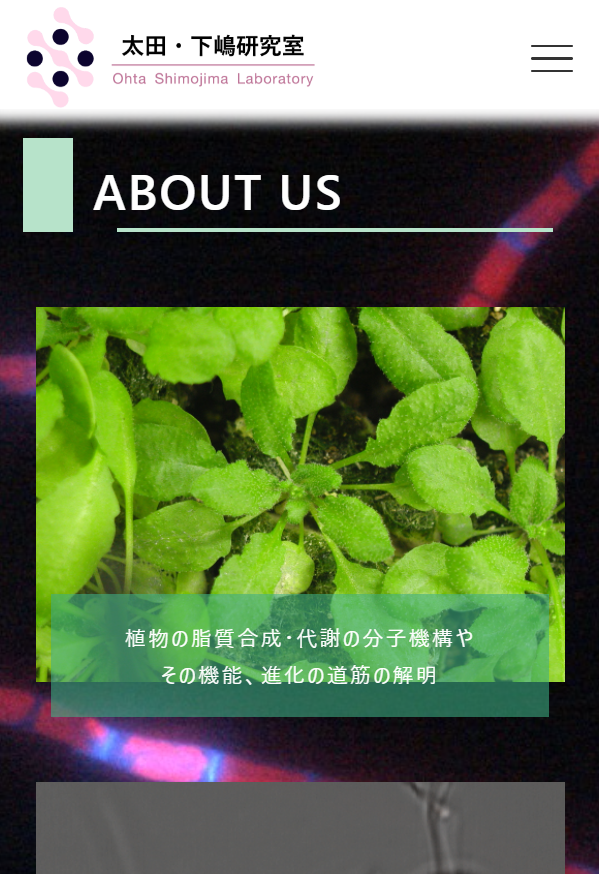 太田・下嶋研究室
Ohta Shimojima Laboratory
ABOUT US
植物の脂質合成・代謝の分子機構や
その機能、進化の道筋の解明